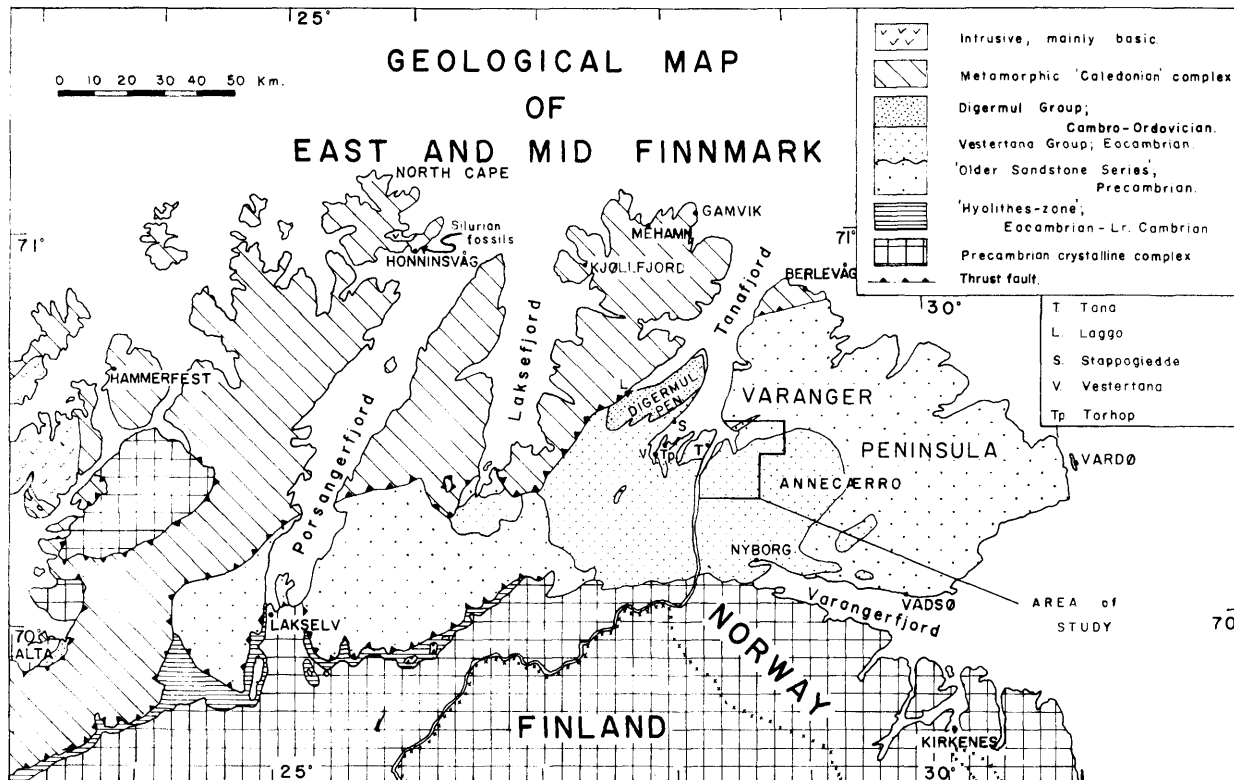 25°
GEOLOGICAL MAP
OF
EAST AND MID FINNMARK
0 10 20 30 40 50 Km.
Intrusive, mainly basic.
Metamorphic 'Caledonian' complex
Digermul Group;
Cambro-Ordovician.
Vestertana Group; Eocambrian.
'Older Sandstone Series',
Precambrian.
'Hyolithes-zone';
Eocambrian - Lr. Cambrian
Precambrian crystalline complex
Thrust fault.
30°
T. Tana
L. Laggo
S. Stappogiedde
V. Vestertana
Tp Torhop
NORTH CAPE
Silurian
fossils
HONNINSVÅG
GAMVIK
MEHAMN
KJØLLFJORD
71°
71°
BERLEVÅG
Tanafjord
Laksefjord
Porsangerfjord
HAMMERFEST
L
DIGERMUL
PEN
S
V
Tp
T
VARANGER
PENINSULA
VARDØ
ANNECÆRRO
NYBORG
VADSØ
Varangerfjord
AREA of
STUDY
LAKSELV
70°
ALTA
70
NORWAY
FINLAND
KIRKENES
25°
30°